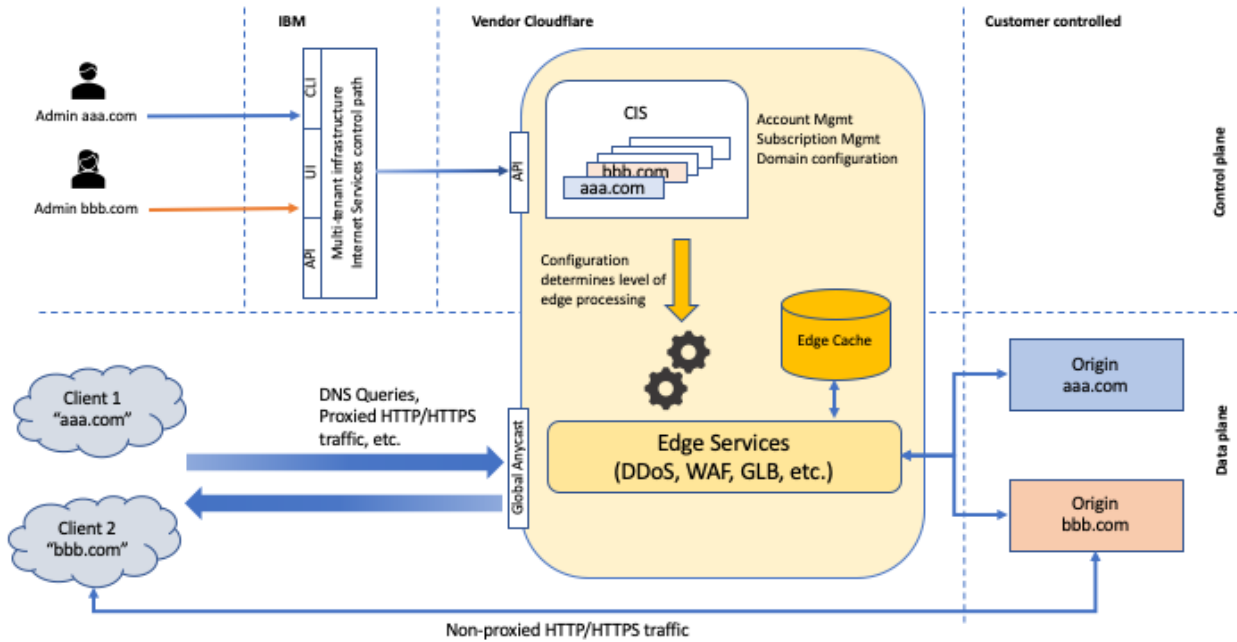 IBM
Vendor Cloudflare
Customer controlled
Admin aaa.com
Admin bbb.com
CLI
UI
API
Multi-tenant infrastructure
Internet Services control path
API
CIS
bbb.com
aaa.com
Account Mgmt
Subscription Mgmt
Domain configuration
Control plane
Configuration
determines level of
edge processing
Edge Cache
Client 1
“aaa.com”
Client 2
“bbb.com”
DNS Queries,
Proxied HTTP/HTTPS
traffic, etc.
Global Anycast
Edge Services
(DDoS, WAF, GLB, etc.)
Origin
aaa.com
Origin
bbb.com
Data plane
Non-proxied HTTP/HTTPS traffic